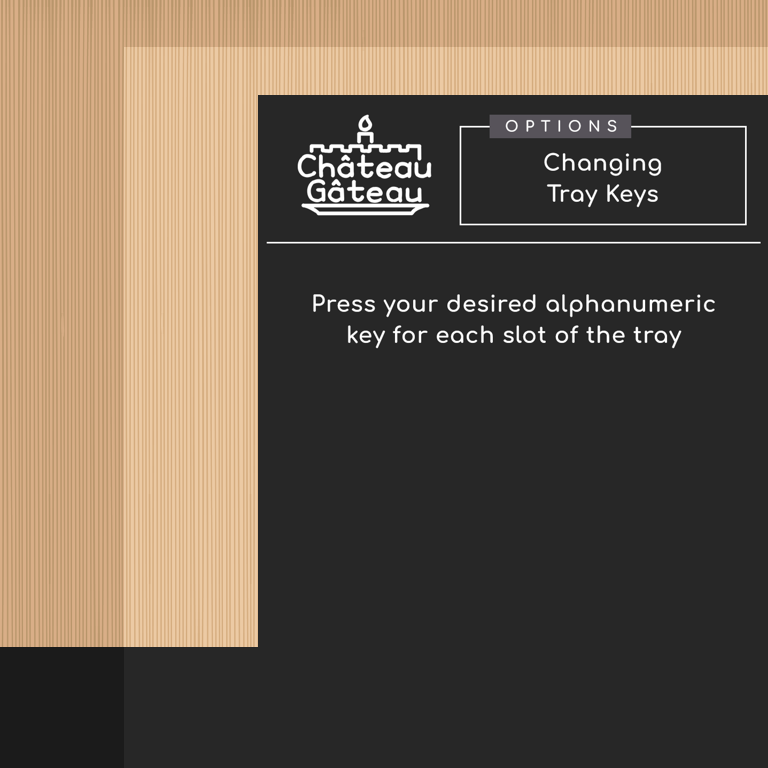 Château
Gâteau
OPTIONS
Changing
Tray Keys
Press your desired alphanumeric
key for each slot of the tray